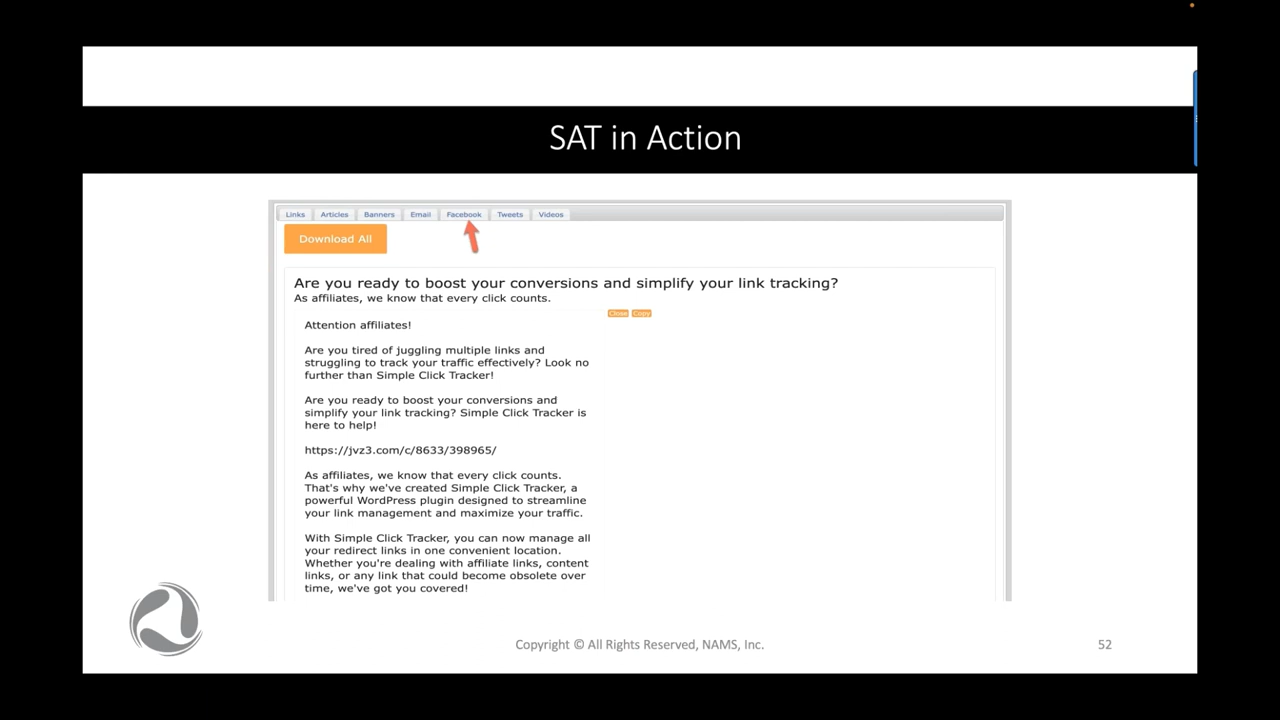 SAT in Action
Links Articles Banners Email Facebook Tweets Videos
Download All
Are you ready to boost your conversions and simplify your link tracking?
As affiliates, we know that every click counts.
Close Copy
Attention affiliates!
Are you tired of juggling multiple links and
struggling to track your traffic effectively? Look no
further than Simple Click Tracker!
Are you ready to boost your conversions and
simplify your link tracking? Simple Click Tracker is
here to help!
https://jvz3.com/c/8633/398965/
As affiliates, we know that every click counts.
That's why we've created Simple Click Tracker, a
powerful WordPress plugin designed to streamline
your link management and maximize your traffic.
With Simple Click Tracker, you can now manage all
your redirect links in one convenient location.
Whether you're dealing with affiliate links, content
links, or any link that could become obsolete over
time, we've got you covered!
Copyright © All Rights Reserved, NAMS, Inc.
52